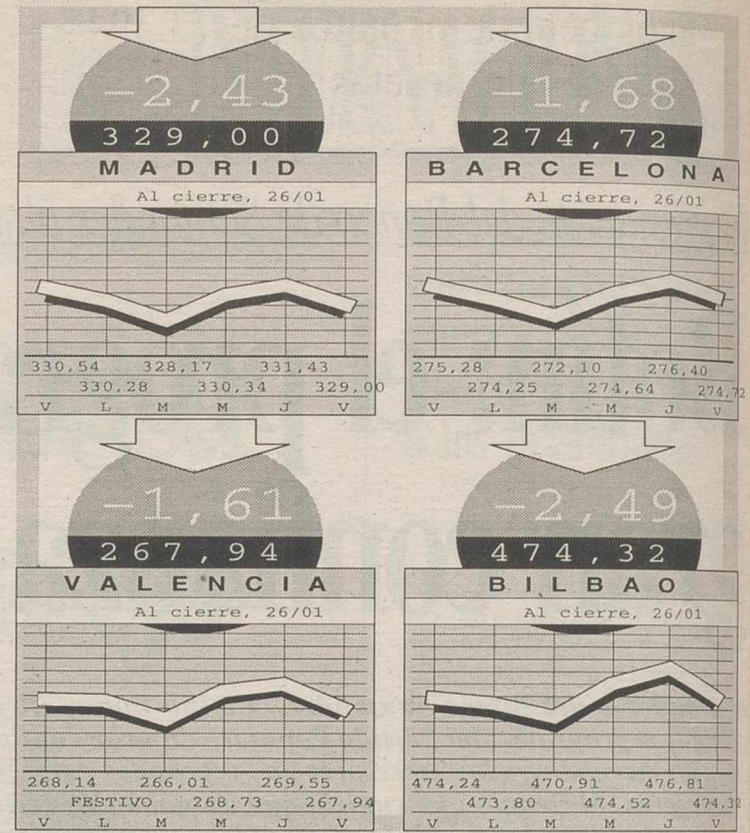 −2,43
329,00
MADRID
Al cierre, 26/01
330,54 328,17 331,43
330,28 330,34 329,00
V L M M J V
−1,68
274,72
BARCELONA
Al cierre, 26/01
275,28 272,10 276,40
274,25 274,64 274,72
V L M M J V
−1,61
267,94
VALENCIA
Al cierre, 26/01
268,14 266,01 269,55
FESTIVO 268,73 267,94
V L M M J V
−2,49
474,32
BILBAO
Al cierre, 26/01
474,24 470,91 476,81
473,80 474,52 474,32
V L M M J V